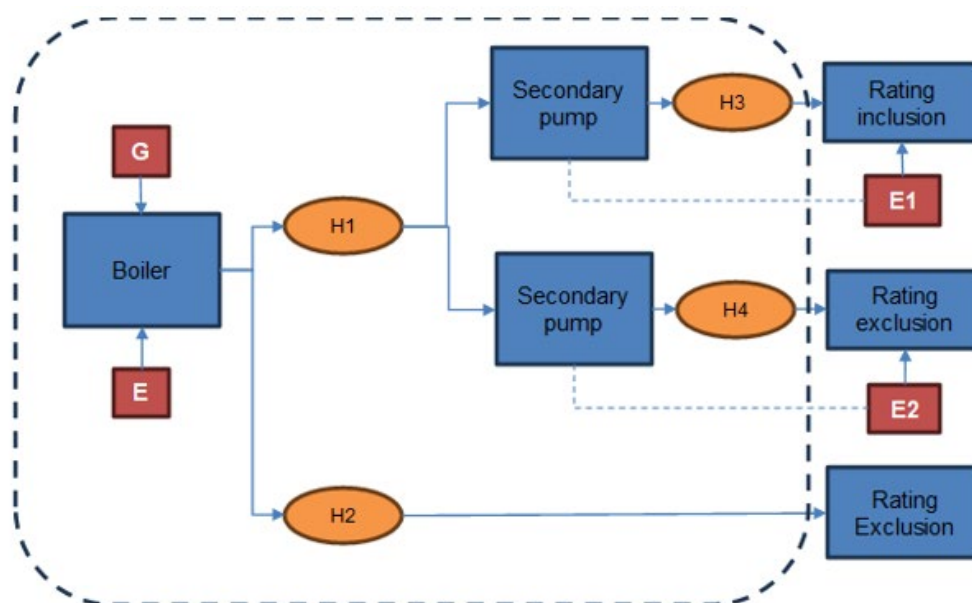 G
Boiler
E
H1
H2
Secondary
pump
H3
Rating
inclusion
E1
Secondary
pump
H4
Rating
exclusion
E2
Rating
Exclusion